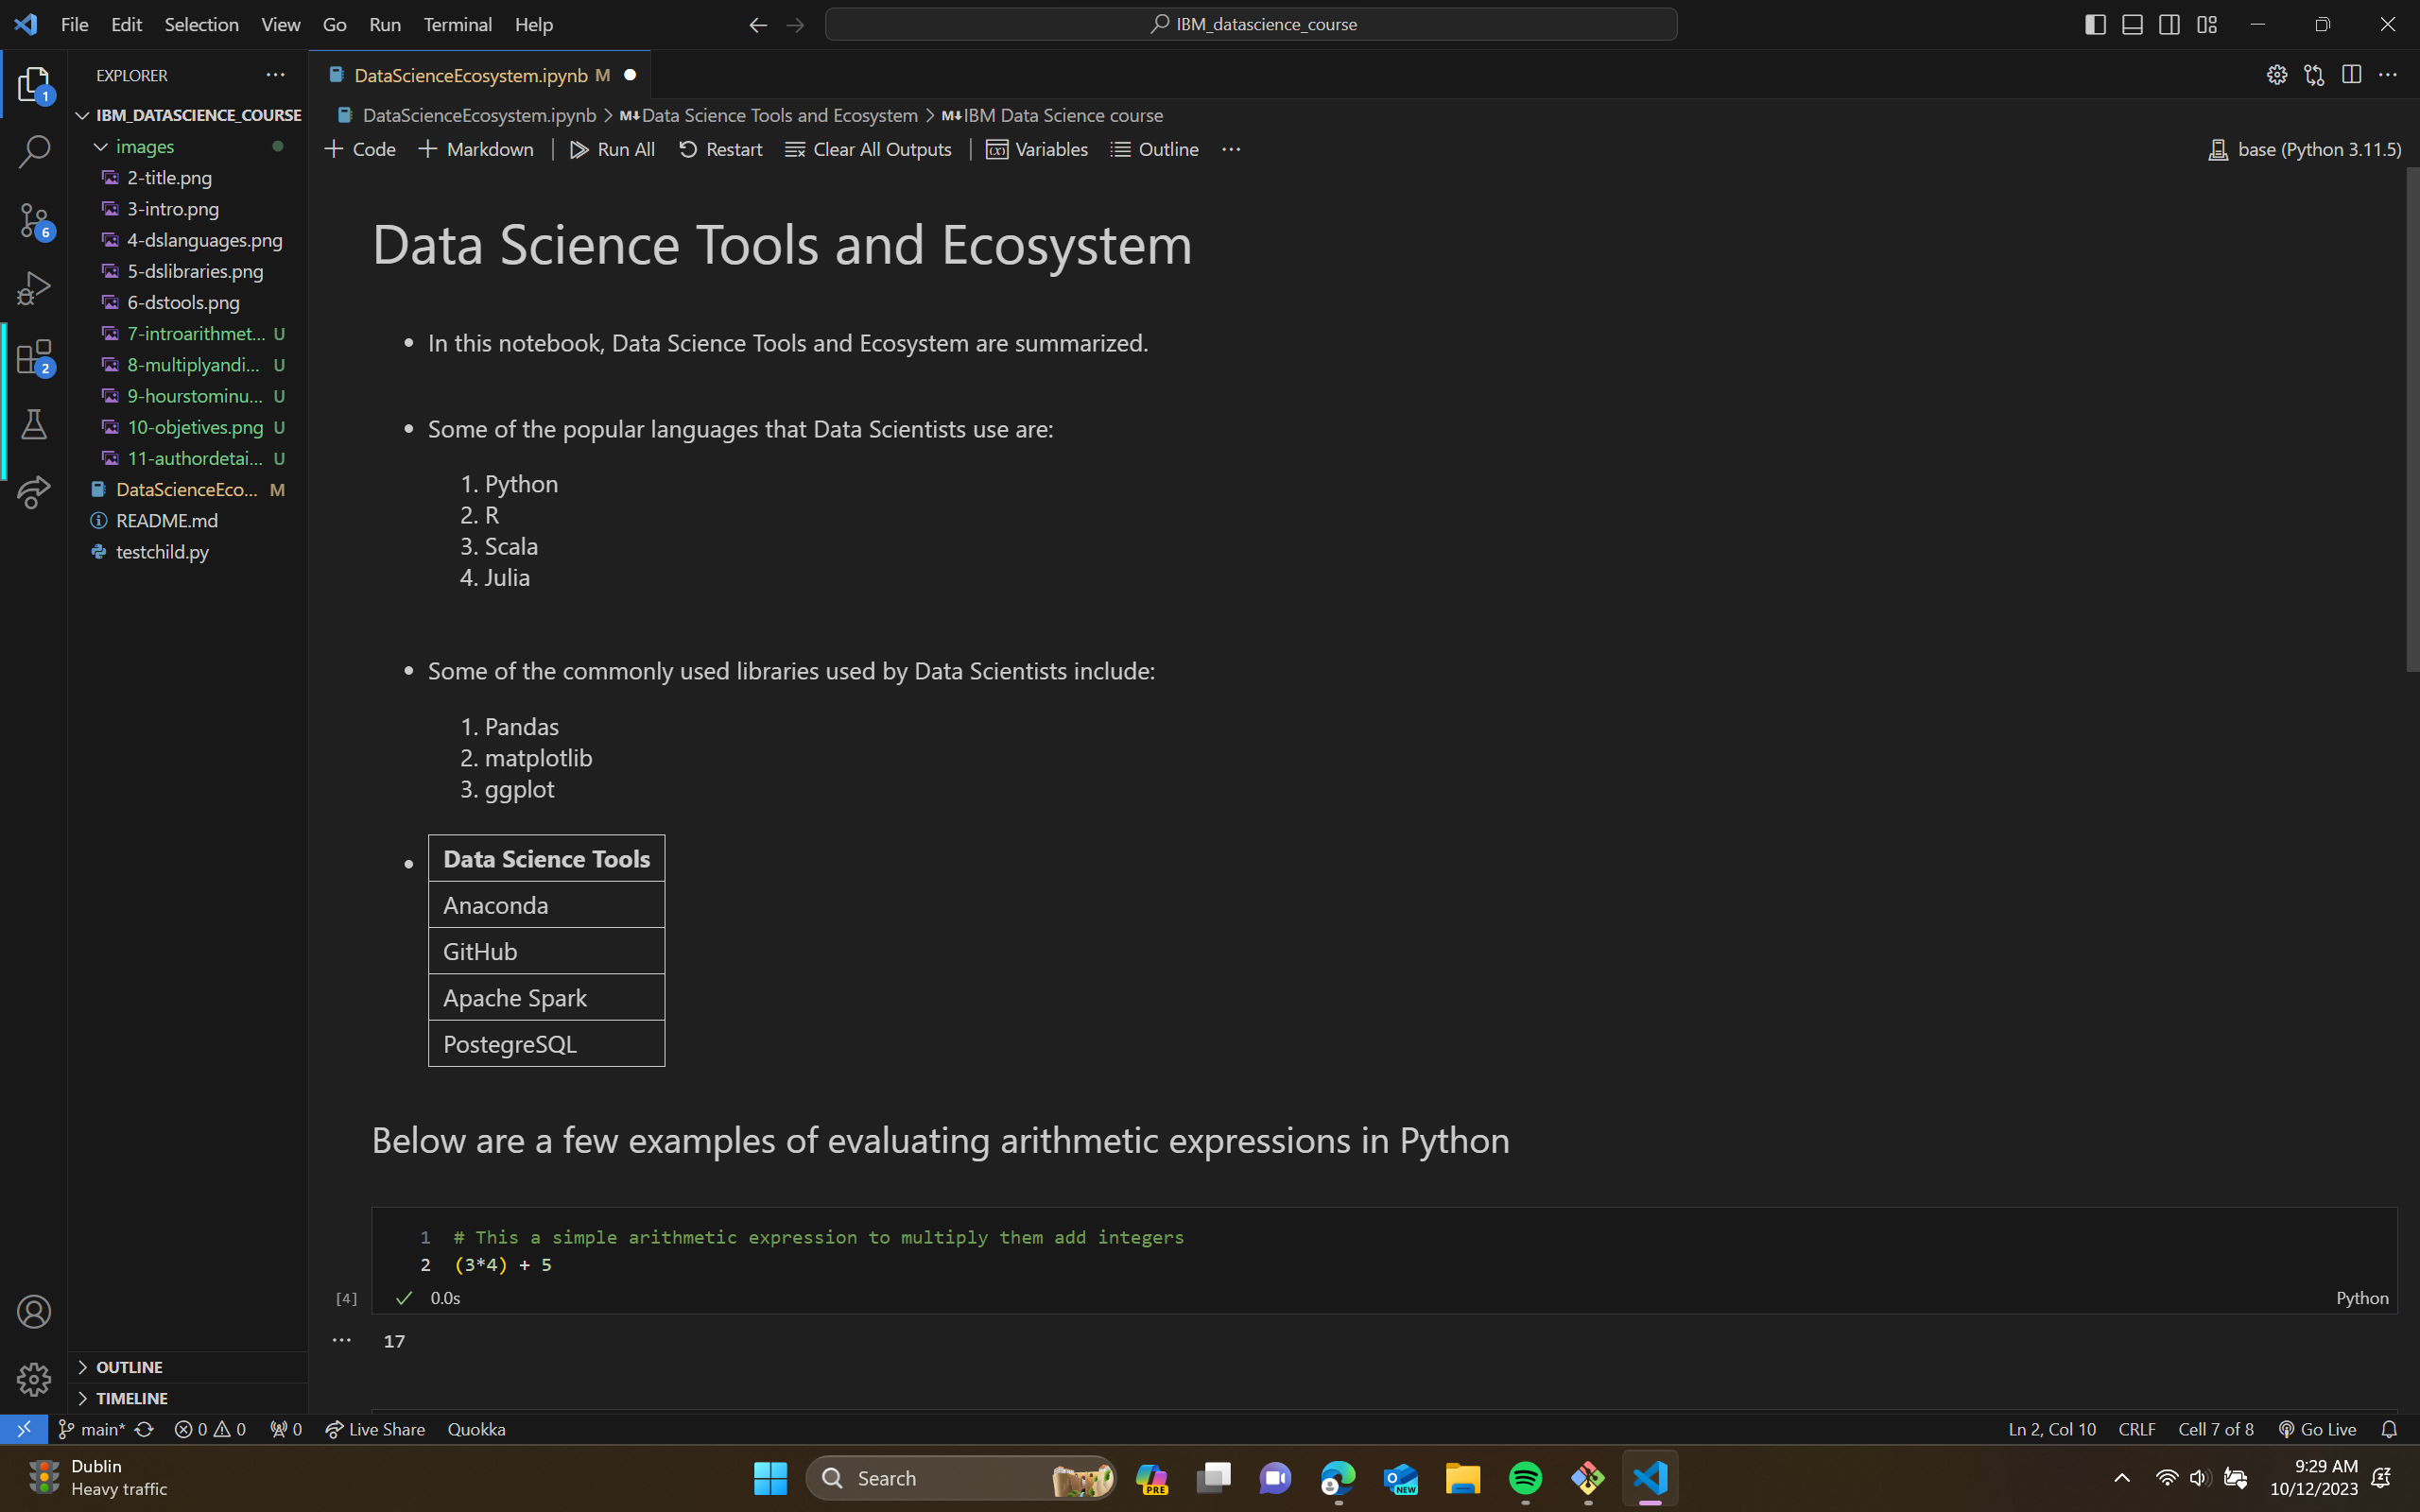 File Edit Selection View Go Run Terminal Help
IBM_datascience_course
EXPLORER
DataScienceEcosystem.ipynb M
IBM_DATASCIENCE_COURSE
DataScienceEcosystem.ipynb > M↓Data Science Tools and Ecosystem > M↓IBM Data Science course
Code Markdown Run All Restart Clear All Outputs Variables Outline
base (Python 3.11.5)
images
2-title.png
3-intro.png
4-dslanguages.png
5-dslibraries.png
6-dstools.png
7-introarithmet... U
8-multiplyandi... U
9-hourstominu... U
10-objetives.png U
11-authordetai... U
DataScienceEco... M
README.md
testchild.py
1
6
2
OUTLINE
TIMELINE
Data Science Tools and Ecosystem
• In this notebook, Data Science Tools and Ecosystem are summarized.
• Some of the popular languages that Data Scientists use are:
1. Python
2. R
3. Scala
4. Julia
• Some of the commonly used libraries used by Data Scientists include:
1. Pandas
2. matplotlib
3. ggplot
• Data Science Tools
Anaconda
GitHub
Apache Spark
PostegreSQL
Below are a few examples of evaluating arithmetic expressions in Python
1 # This a simple arithmetic expression to multiply them add integers
2 (3*4) + 5
[4] 0.0s Python
17
main* 0 0 0 Live Share Quokka
Ln 2, Col 10 CRLF Cell 7 of 8 Go Live
Dublin
Heavy traffic
Search
PRE
NEW
9:29 AM
10/12/2023